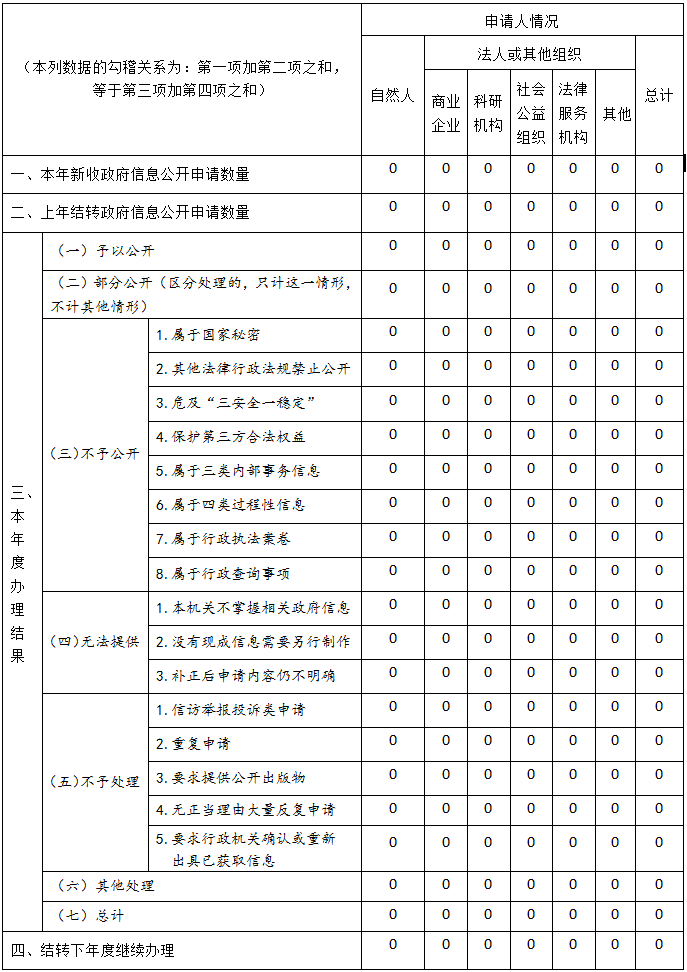 （本列数据的勾稽关系为：第一项加第二项之和，
等于第三项加第四项之和）
申请人情况
自然人
法人或其他组织
总计
商业
企业
科研
机构
社会
公益
组织
法律
服务
机构
其他
一、本年新收政府信息公开申请数量 0 0 0 0 0 0 0
二、上年结转政府信息公开申请数量 0 0 0 0 0 0 0
三、
本
年
度
办
理
结
果
（一）予以公开 0 0 0 0 0 0 0
（二）部分公开（区分处理的，只计这一情形，
不计其他情形） 0 0 0 0 0 0 0
（三）不予公开
1.属于国家秘密 0 0 0 0 0 0 0
2.其他法律行政法规禁止公开 0 0 0 0 0 0 0
3.危及“三安全一稳定” 0 0 0 0 0 0 0
4.保护第三方合法权益 0 0 0 0 0 0 0
5.属于三类内部事务信息 0 0 0 0 0 0 0
6.属于四类过程性信息 0 0 0 0 0 0 0
7.属于行政执法案卷 0 0 0 0 0 0 0
8.属于行政查询事项 0 0 0 0 0 0 0
（四）无法提供
1.本机关不掌握相关政府信息 0 0 0 0 0 0 0
2.没有现成信息需要另行制作 0 0 0 0 0 0 0
3.补正后申请内容仍不明确 0 0 0 0 0 0 0
（五）不予处理
1.信访举报投诉类申请 0 0 0 0 0 0 0
2.重复申请 0 0 0 0 0 0 0
3.要求提供公开出版物 0 0 0 0 0 0 0
4.无正当理由大量反复申请 0 0 0 0 0 0 0
5.要求行政机关确认或重新
出具已获取信息 0 0 0 0 0 0 0
（六）其他处理 0 0 0 0 0 0 0
（七）总计 0 0 0 0 0 0 0
四、结转下年度继续办理 0 0 0 0 0 0 0